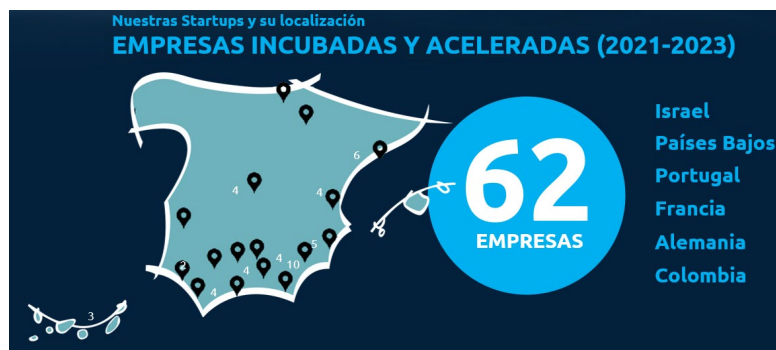 Nuestras Startups y su localización
EMPRESAS INCUBADAS Y ACELERADAS (2021-2023)
6
4
4
5
4
10
2
4
4
3
62
EMPRESAS
Israel
Países Bajos
Portugal
Francia
Alemania
Colombia